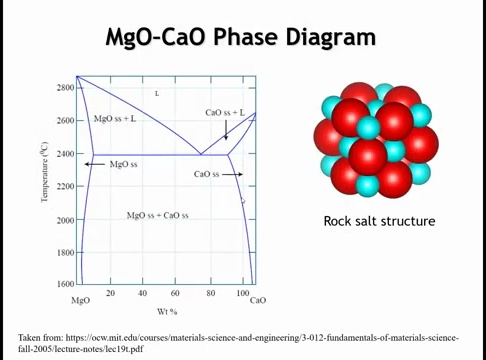 MgO-CaO Phase Diagram
L
MgO ss + L
CaO ss + L
MgO ss
CaO ss
MgO ss + CaO ss
Temperature (°C)
2800
2600
2400
2200
2000
1800
1600
MgO
20
40
60
80
100
CaO
Wt %
Rock salt structure
Taken from: https://ocw.mit.edu/courses/materials-science-and-engineering/3-012-fundamentals-of-materials-science-
fall-2005/lecture-notes/lec19t.pdf